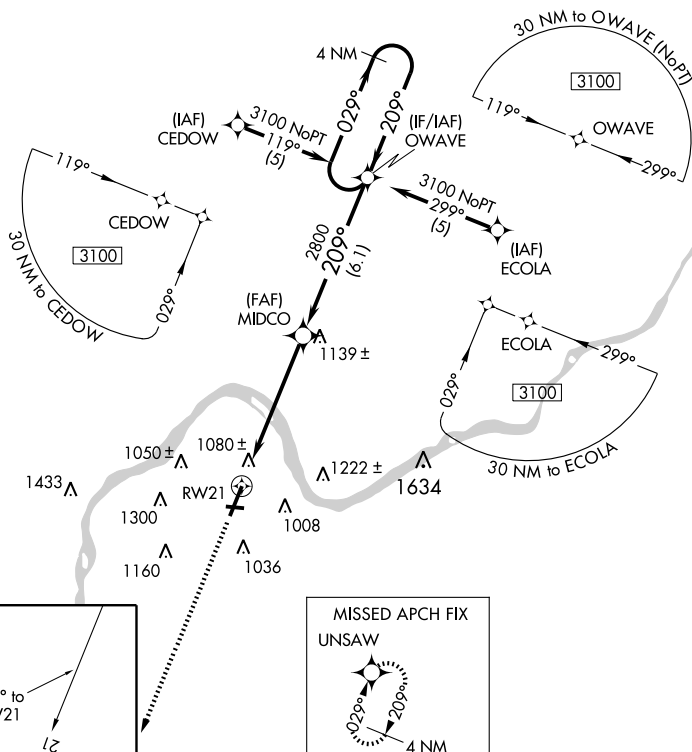 30 NM to OWAVE (NoPT)
3100
119°
OWAVE
299°
4 NM
029°
209°
(IAF)
CEDOW
3100 NoPT
119°
(5)
(IF/IAF)
OWAVE
3100 NoPT
299°
(5)
(IAF)
ECOLA
119°
CEDOW
3100
029°
30 NM to CEDOW
2800
209°
(6.1)
(FAF)
MIDCO
1139 ±
ECOLA
299°
029°
3100
30 NM to ECOLA
1050 ±
1080 ±
1433
1222 ±
1634
RW21
1300
1008
1160
1036
° to
21
MISSED APCH FIX
UNSAW
029°
209°
4 NM